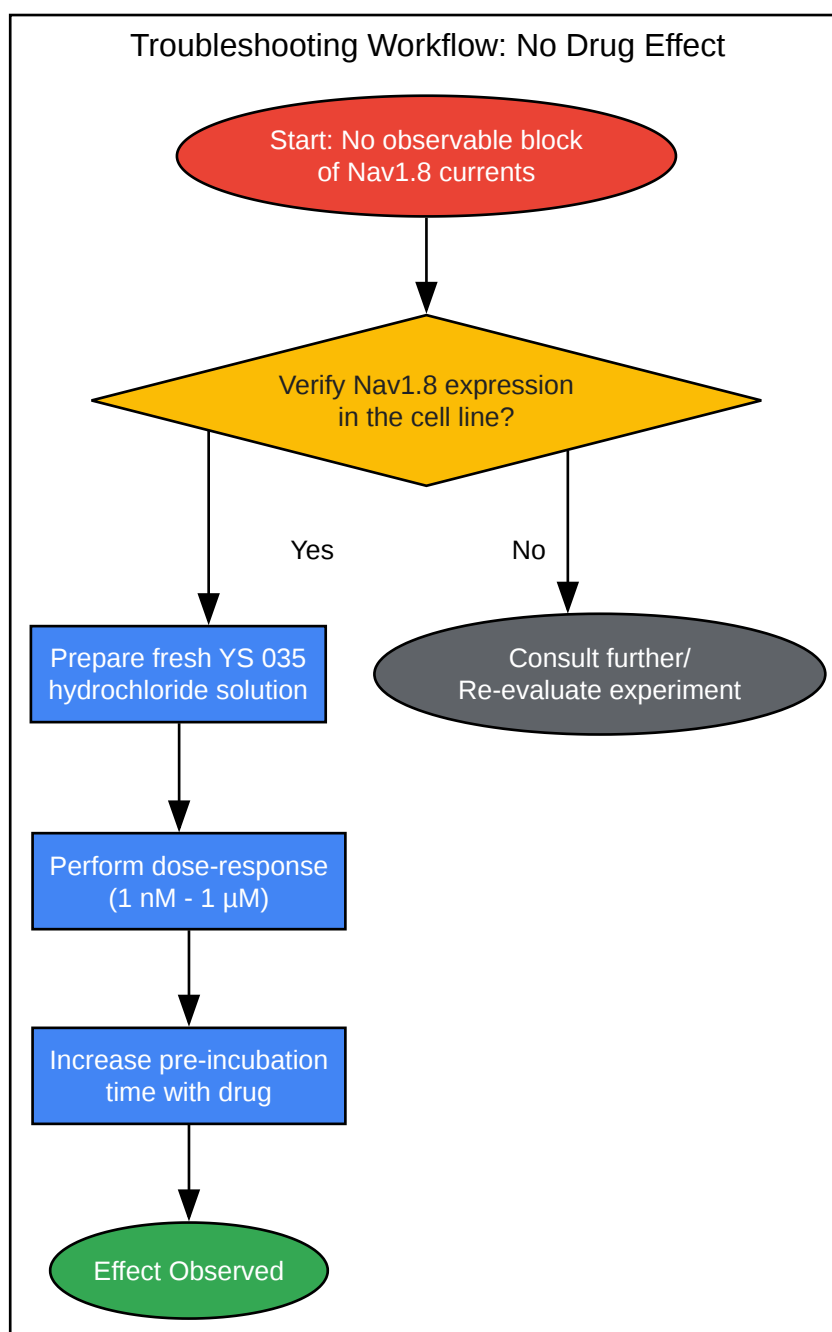 Troubleshooting Workflow: No Drug Effect
Start: No observable block
of Nav1.8 currents
Verify Nav1.8 expression
in the cell line?
Yes
No
Prepare fresh YS 035
hydrochloride solution
Consult further/
Re-evaluate experiment
Perform dose-response
(1 nM - 1 µM)
Increase pre-incubation
time with drug
Effect Observed